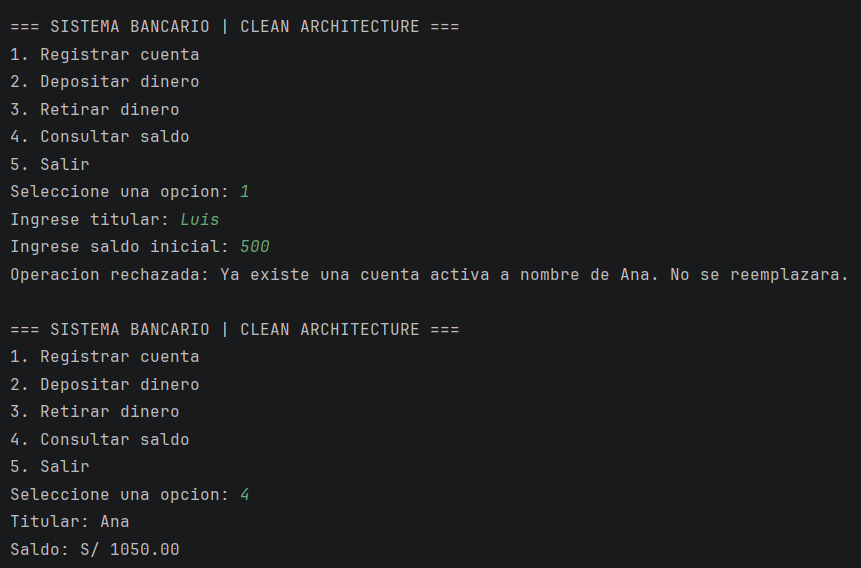 === SISTEMA BANCARIO | CLEAN ARCHITECTURE ===
1. Registrar cuenta
2. Depositar dinero
3. Retirar dinero
4. Consultar saldo
5. Salir
Seleccione una opcion: 1
Ingrese titular: Luis
Ingrese saldo inicial: 500
Operacion rechazada: Ya existe una cuenta activa a nombre de Ana. No se reemplazara.
=== SISTEMA BANCARIO | CLEAN ARCHITECTURE ===
1. Registrar cuenta
2. Depositar dinero
3. Retirar dinero
4. Consultar saldo
5. Salir
Seleccione una opcion: 4
Titular: Ana
Saldo: S/ 1050.00